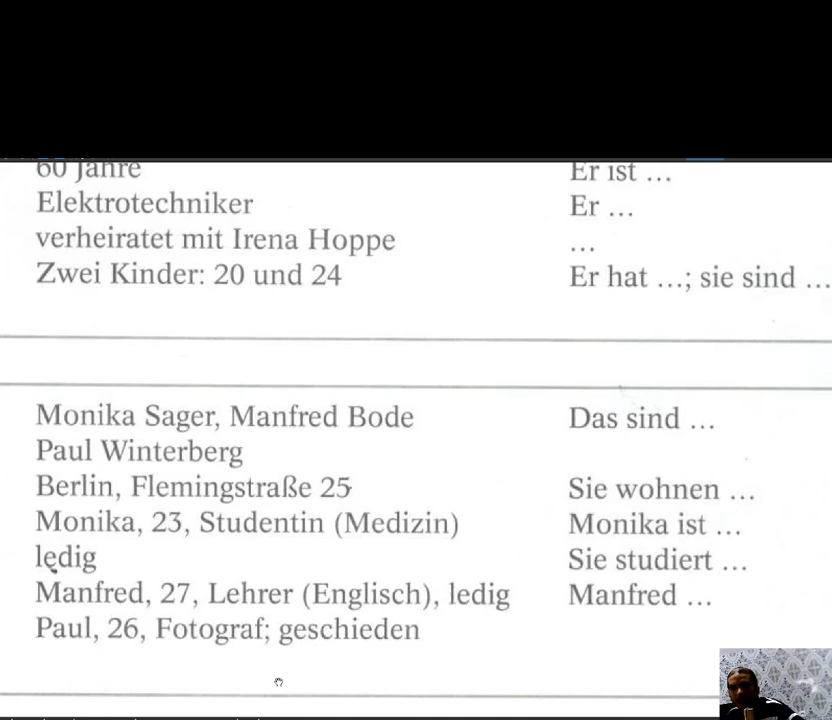 60 Jahre Er ist ...
Elektrotechniker Er ...
verheiratet mit Irena Hoppe ...
Zwei Kinder: 20 und 24 Er hat ...; sie sind ...
Monika Sager, Manfred Bode Das sind ...
Paul Winterberg
Berlin, Flemingstraße 25 Sie wohnen ...
Monika, 23, Studentin (Medizin) Monika ist ...
ledig Sie studiert ...
Manfred, 27, Lehrer (Englisch), ledig Manfred ...
Paul, 26, Fotograf; geschieden